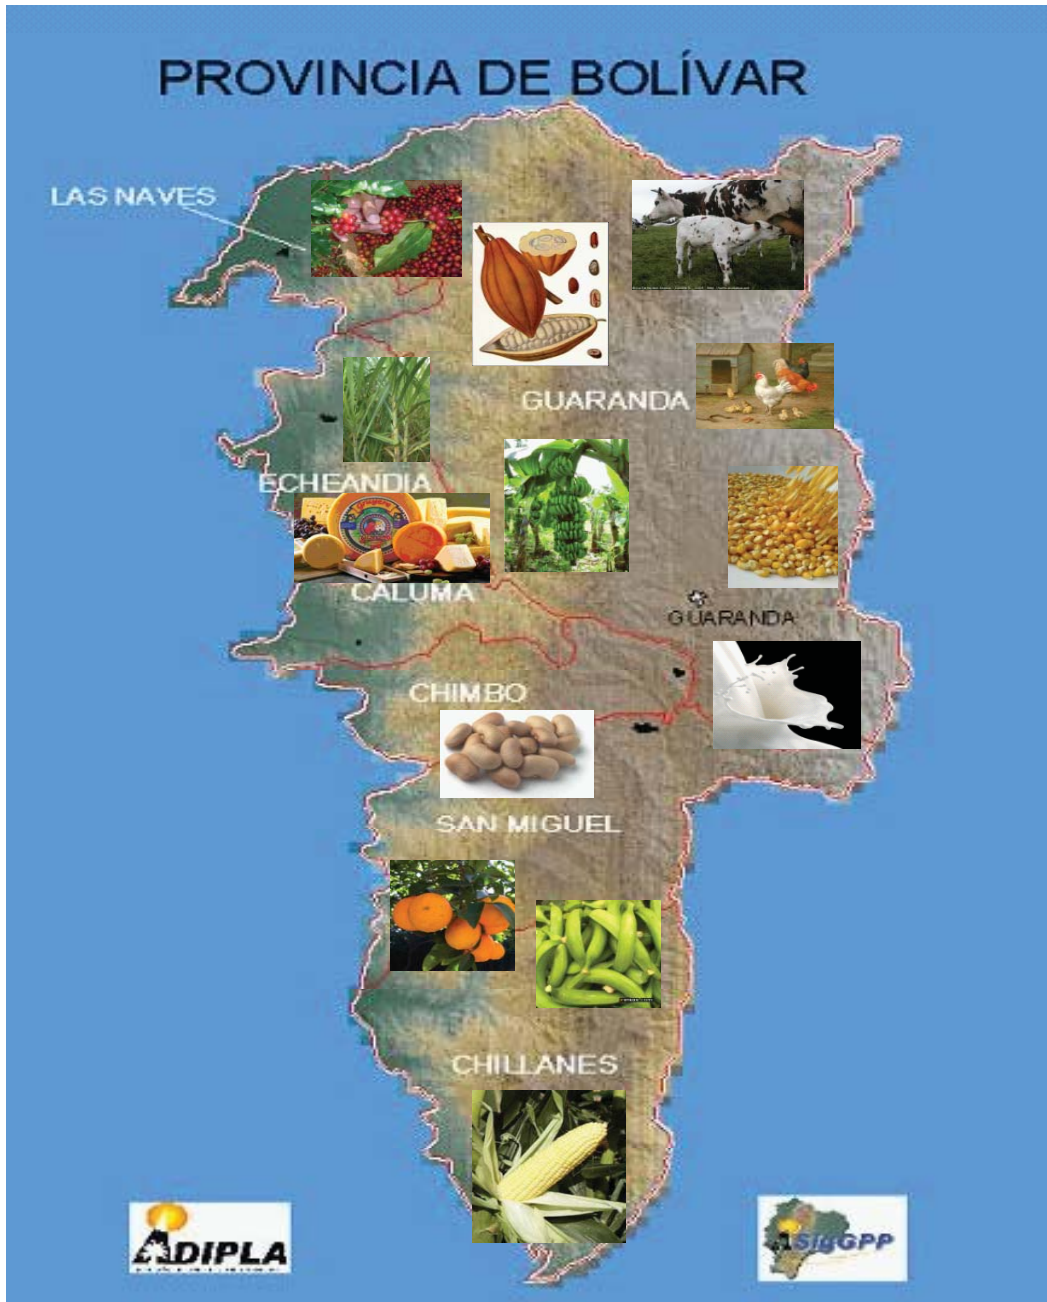 PROVINCIA DE BOLÍVAR
LAS NAVES
GUARANDA
ECHEANDIA
CALUMA
GUARANDA
CHIMBO
SAN MIGUEL
CHILLANES
ADIPLA
SigGPP